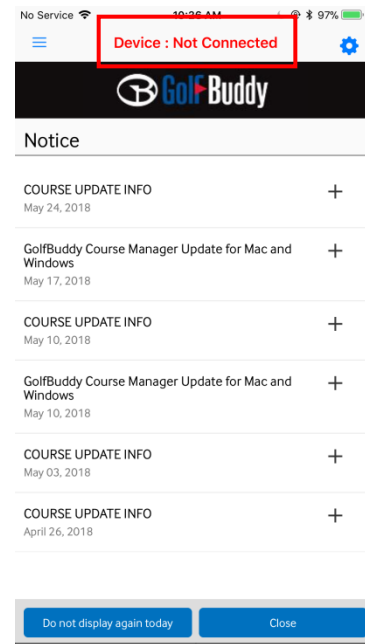 No Service 10:26 AM 97%
Device : Not Connected
GolfBuddy
Notice
COURSE UPDATE INFO
May 24, 2018
GolfBuddy Course Manager Update for Mac and
Windows
May 17, 2018
COURSE UPDATE INFO
May 10, 2018
GolfBuddy Course Manager Update for Mac and
Windows
May 10, 2018
COURSE UPDATE INFO
May 03, 2018
COURSE UPDATE INFO
April 26, 2018
Do not display again today Close